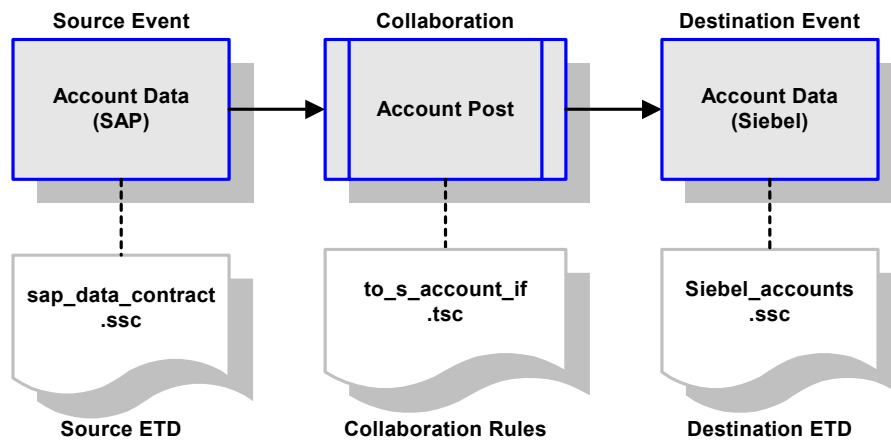 Source Event
Collaboration
Destination Event
Account Data
(SAP)
Account Post
Account Data
(Siebel)
sap_data_contract
.ssc
to_s_account_if
.tsc
Siebel_accounts
.ssc
Source ETD
Collaboration Rules
Destination ETD